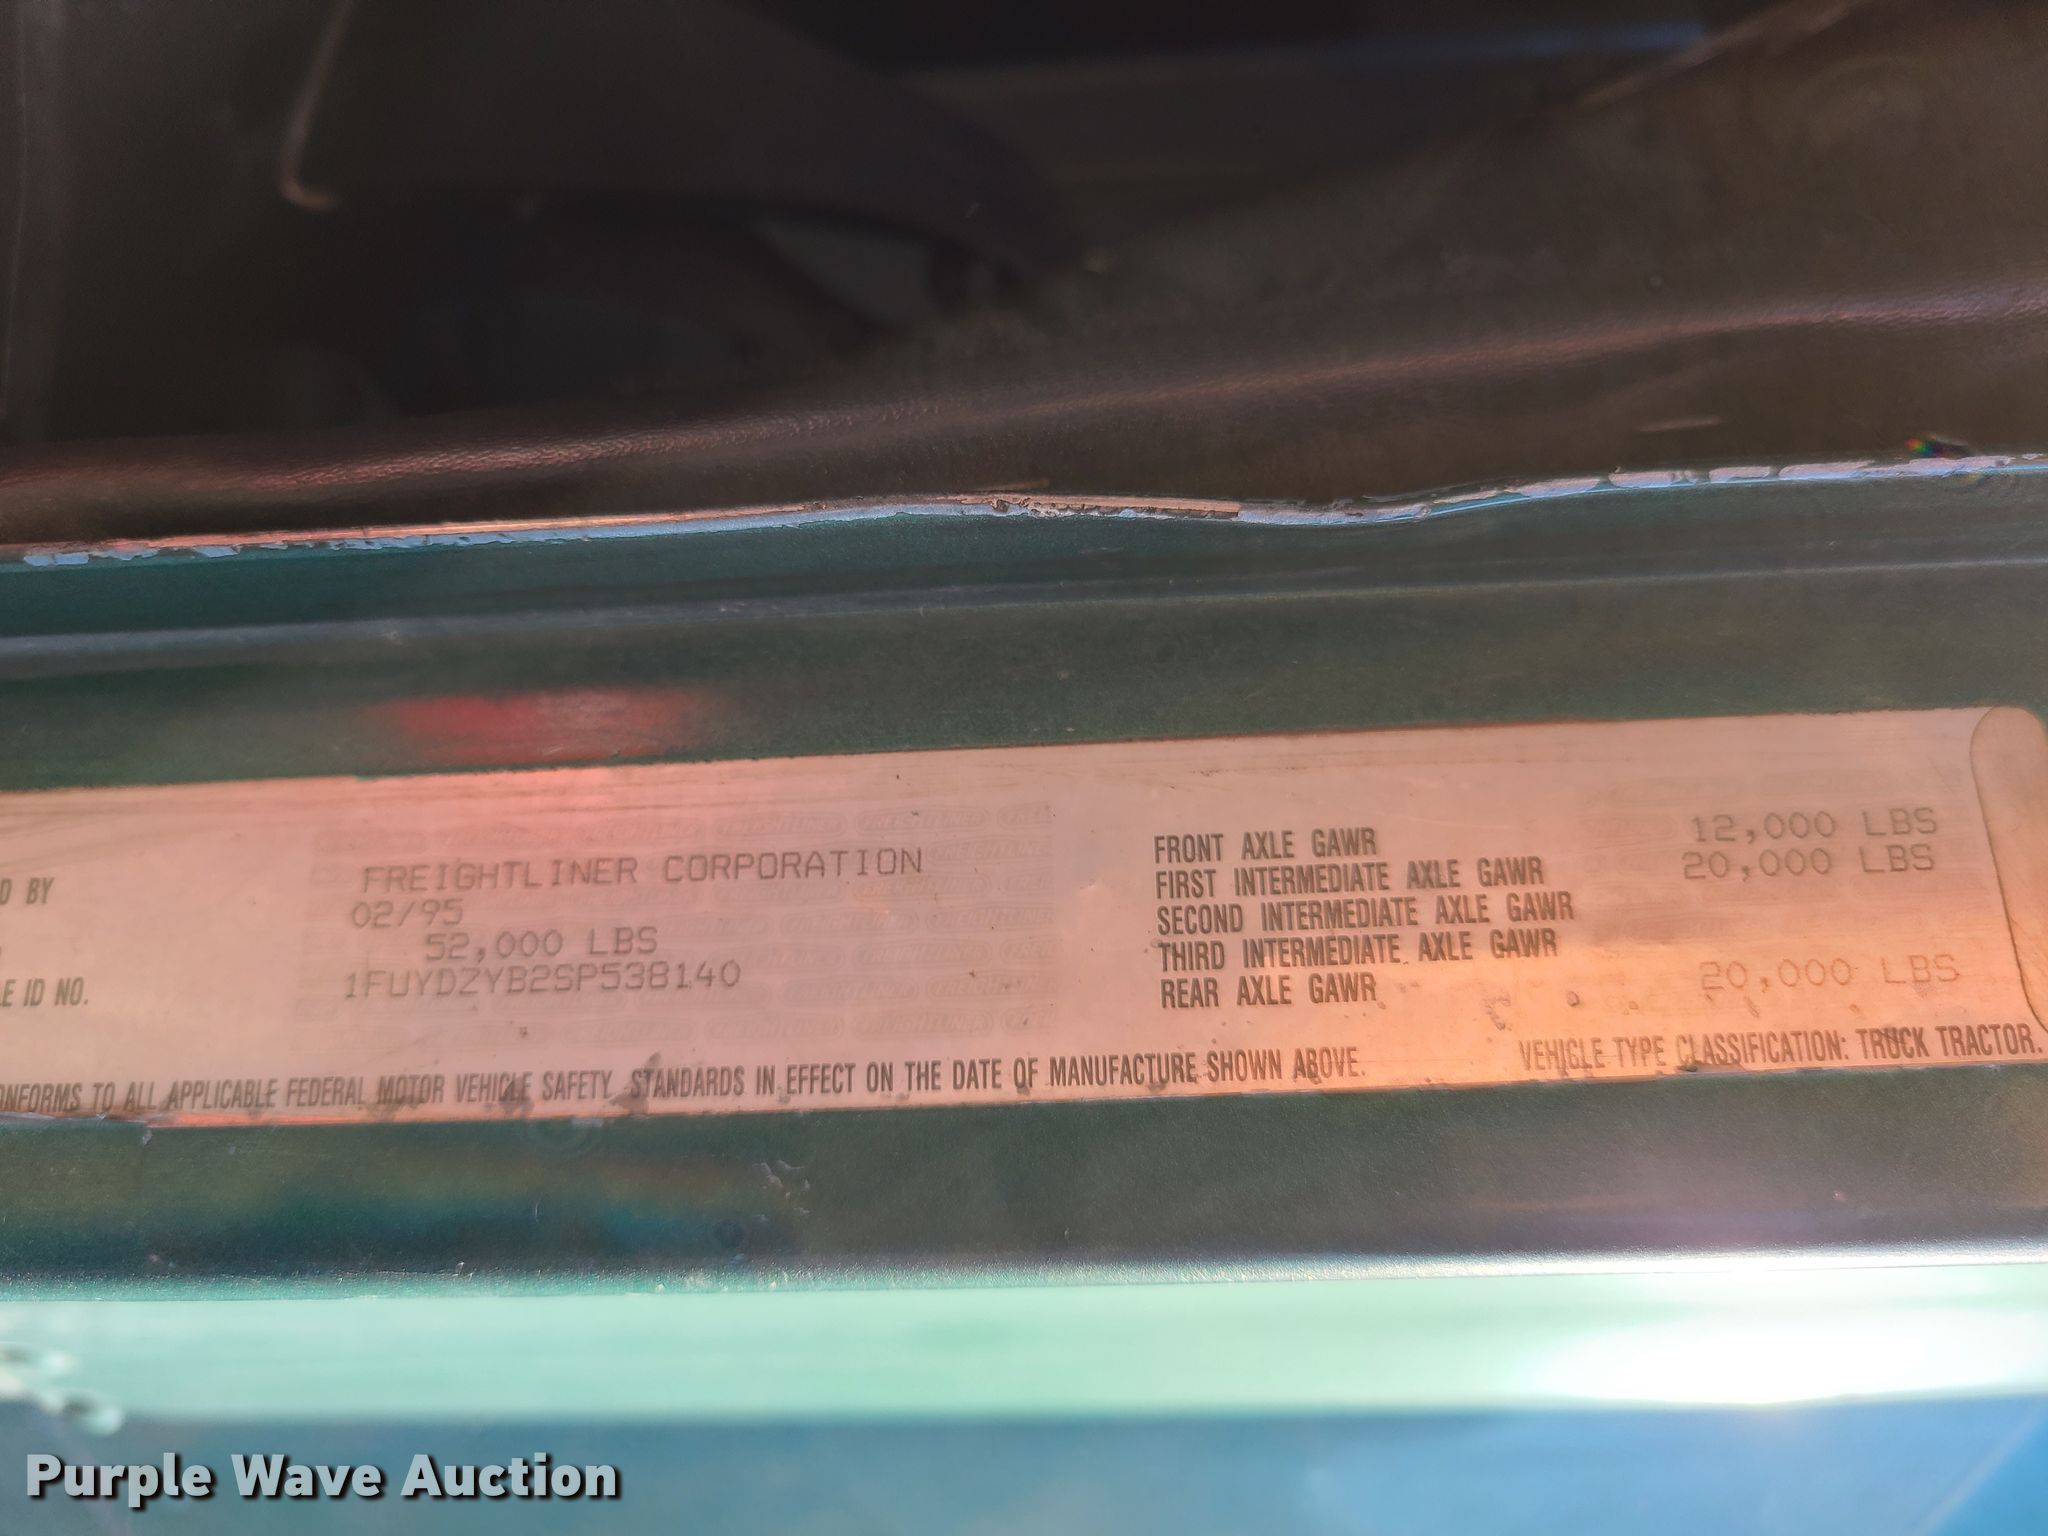 D BY
FREIGHTLINER CORPORATION
02/95
52,000 LBS
E ID NO.
1FUYDZYB2SP538140
FRONT AXLE GAWR 12,000 LBS
FIRST INTERMEDIATE AXLE GAWR 20,000 LBS
SECOND INTERMEDIATE AXLE GAWR
THIRD INTERMEDIATE AXLE GAWR
REAR AXLE GAWR 20,000 LBS
ONFORMS TO ALL APPLICABLE FEDERAL MOTOR VEHICLE SAFETY STANDARDS IN EFFECT ON THE DATE OF MANUFACTURE SHOWN ABOVE.
VEHICLE TYPE CLASSIFICATION: TRUCK TRACTOR.
Purple Wave Auction